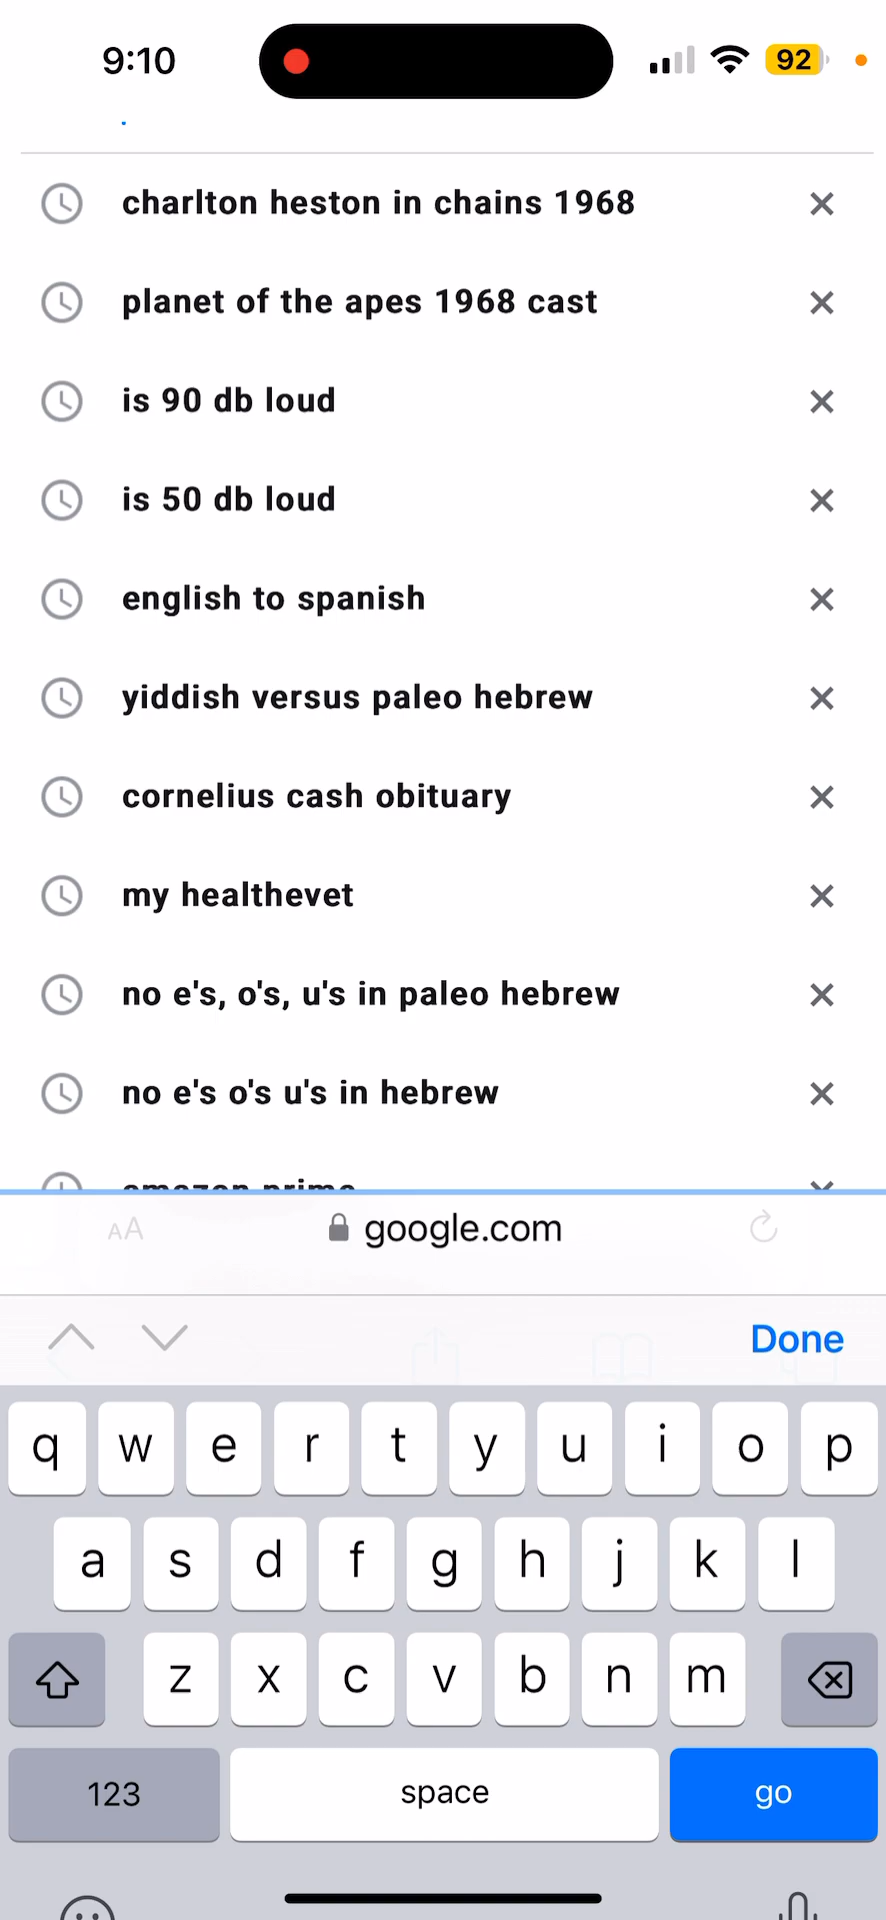 9:10
92
charlton heston in chains 1968
planet of the apes 1968 cast
is 90 db loud
is 50 db loud
english to spanish
yiddish versus paleo hebrew
cornelius cash obituary
my healthevet
no e's, o's, u's in paleo hebrew
no e's o's u's in hebrew
amazon prime
AA google.com
Done
q w e r t y u i o p
a s d f g h j k l
z x c v b n m
123 space go